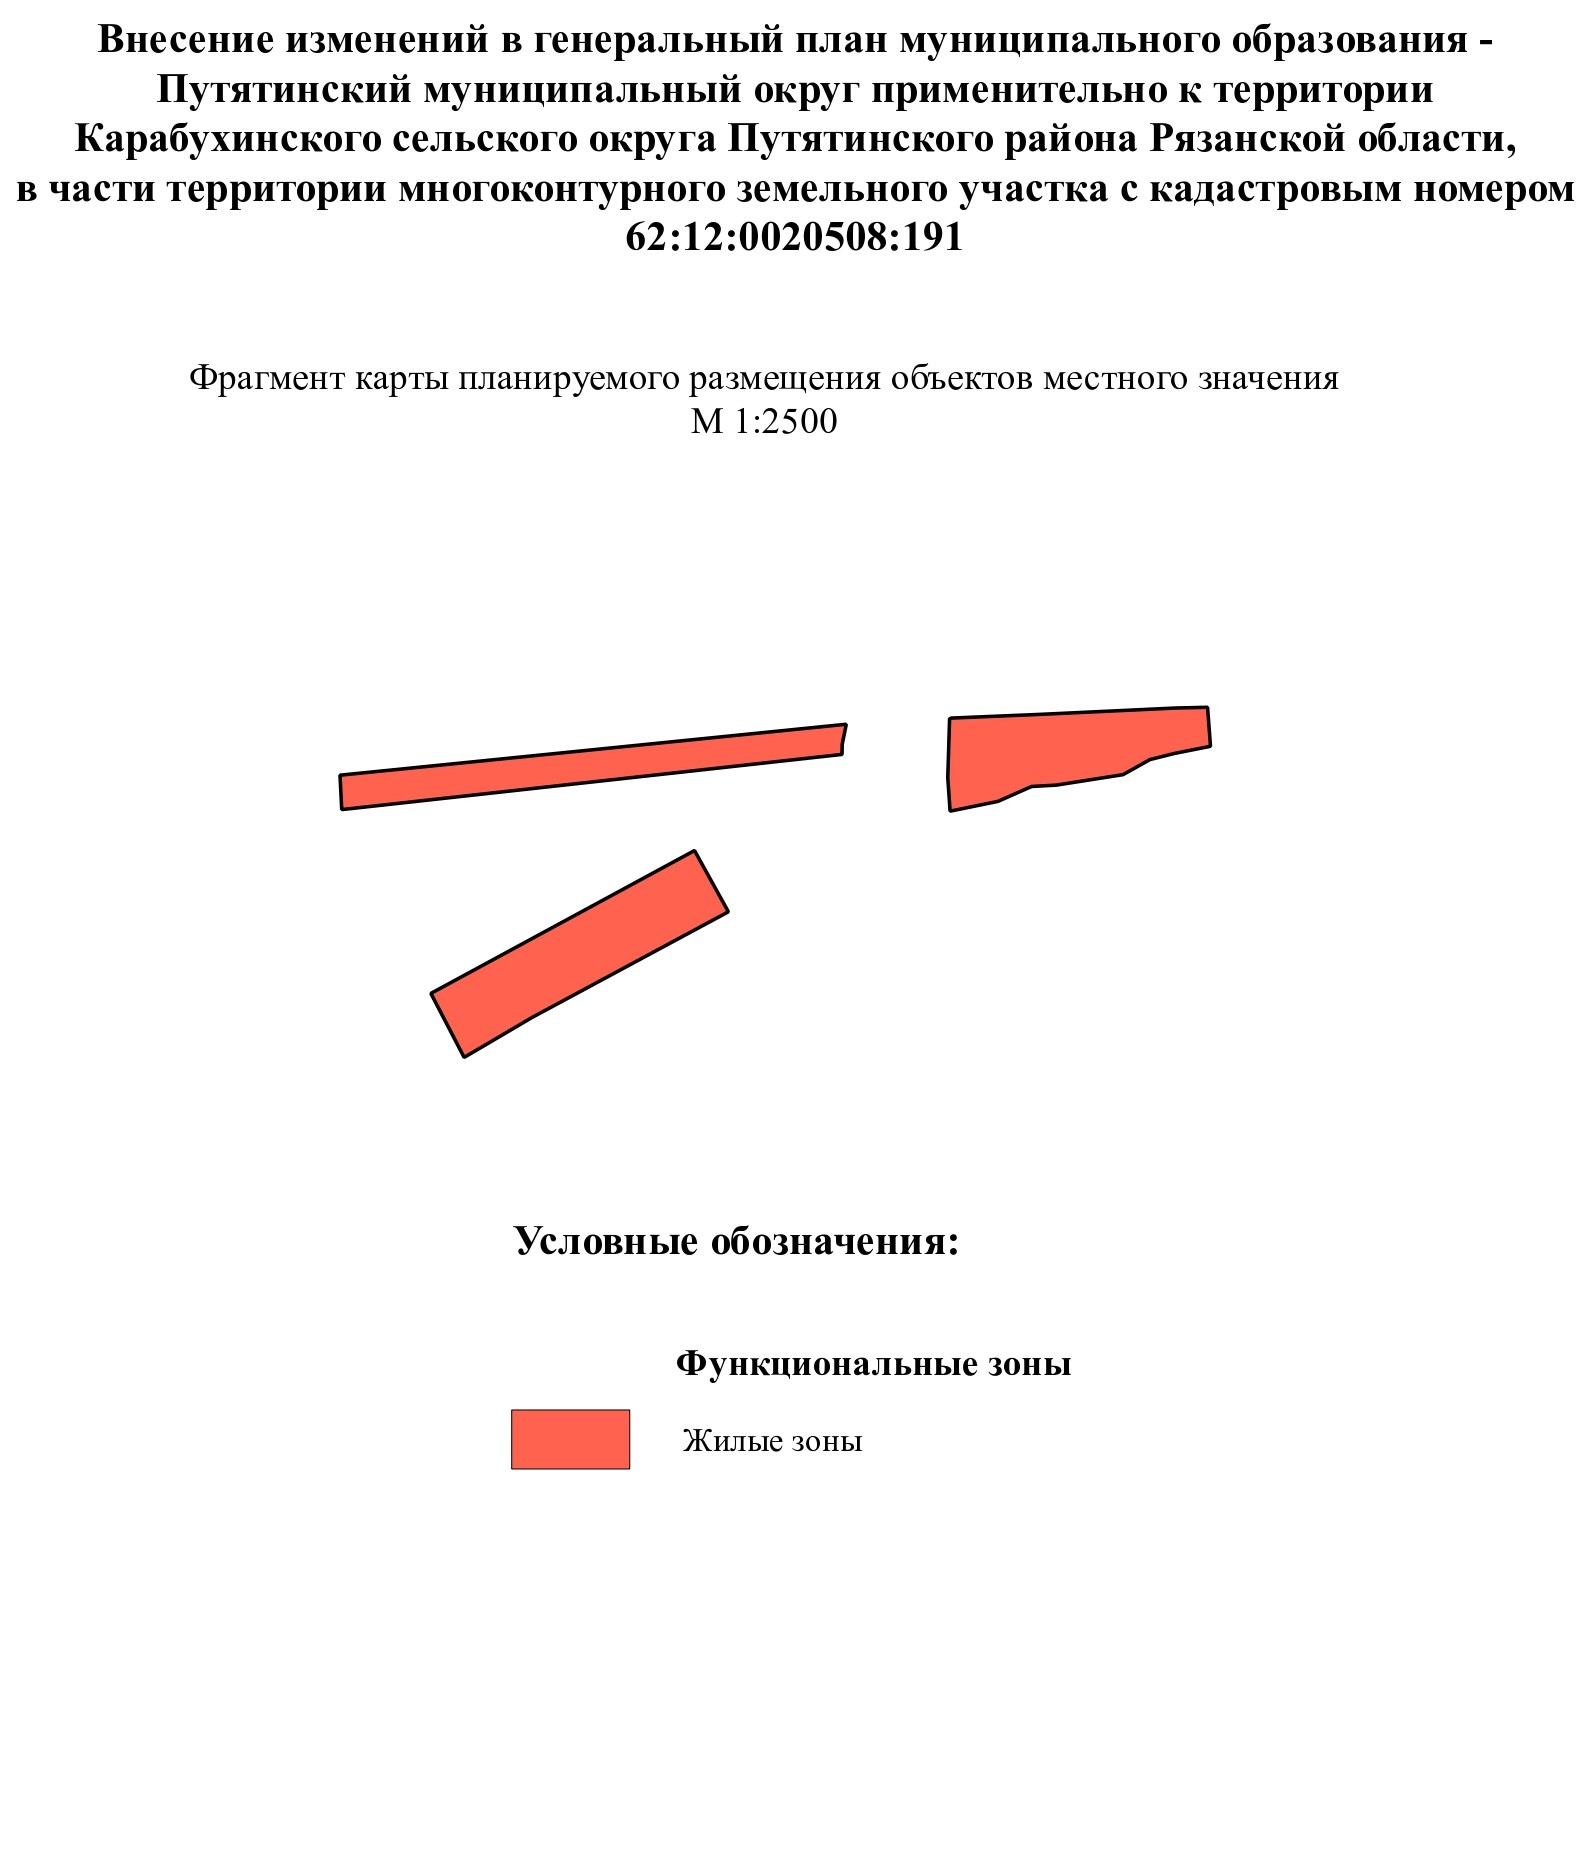 Внесение изменений в генеральный план муниципального образования -
Путятинский муниципальный округ применительно к территории
Карабухинского сельского округа Путятинского района Рязанской области,
в части территории многоконтурного земельного участка с кадастровым номером
62:12:0020508:191
Фрагмент карты планируемого размещения объектов местного значения
М 1:2500
Условные обозначения:
Функциональные зоны
Жилые зоны